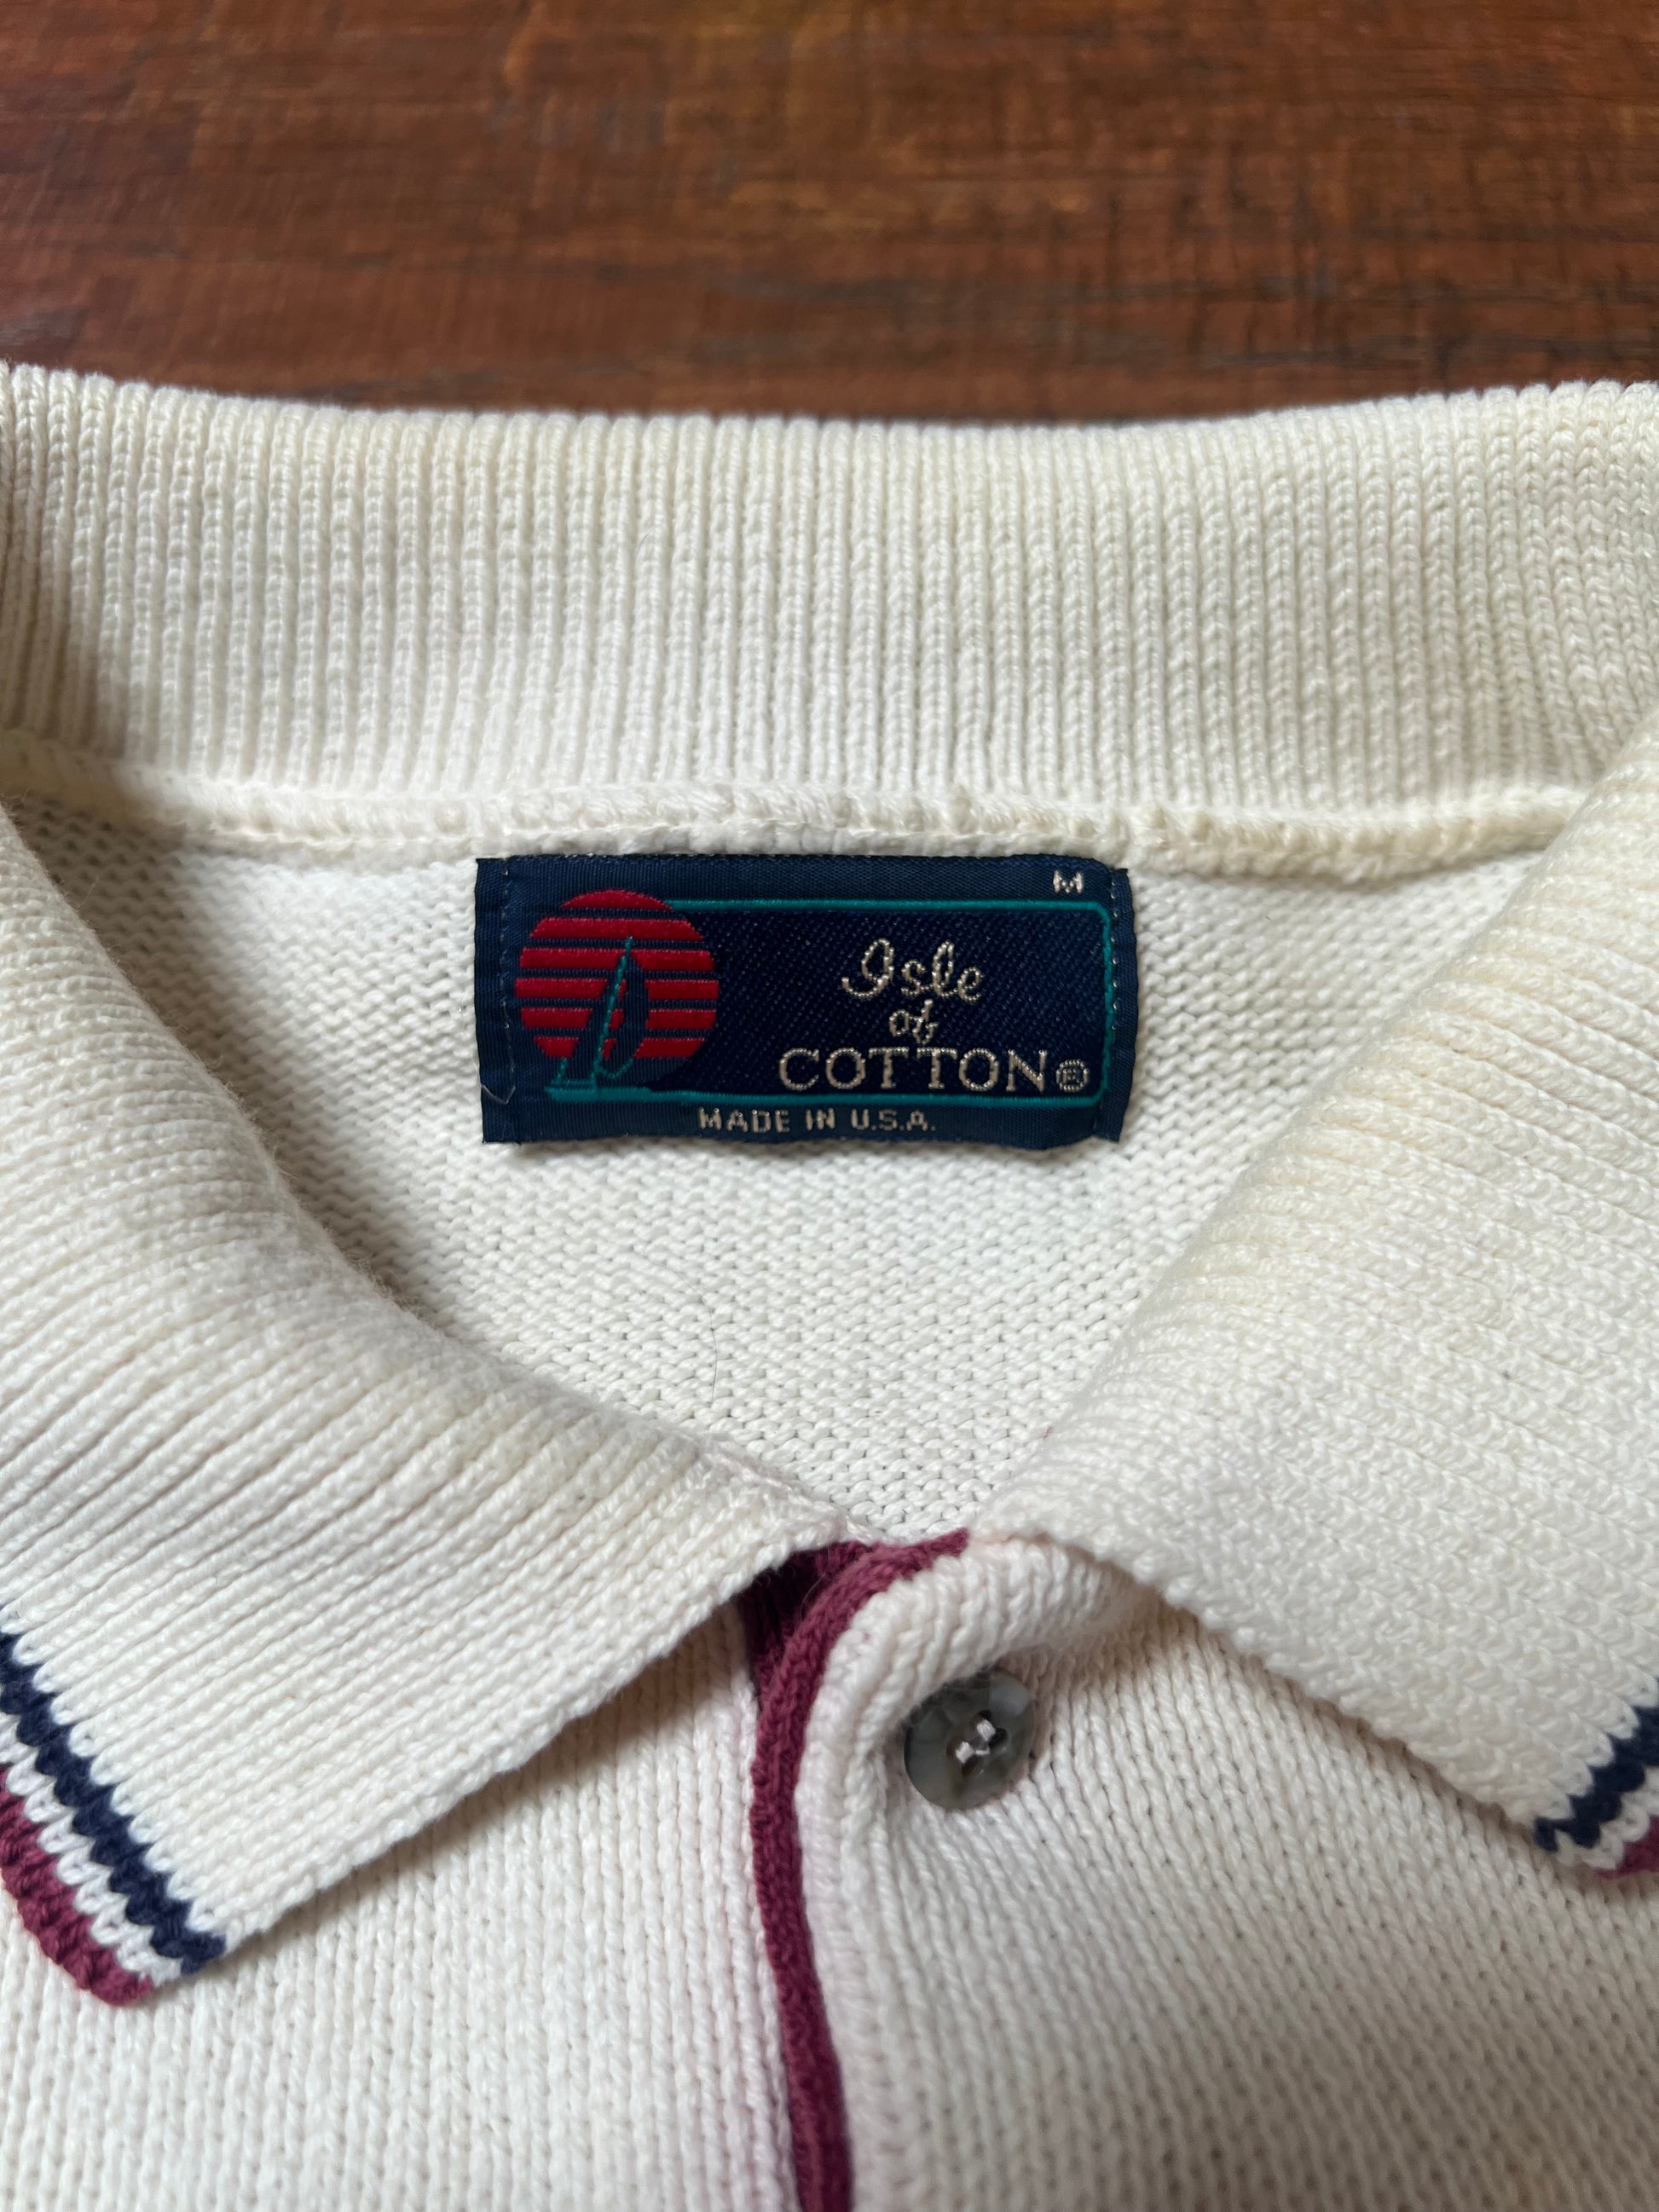 M
Isle
of
COTTON®
MADE IN U.S.A.